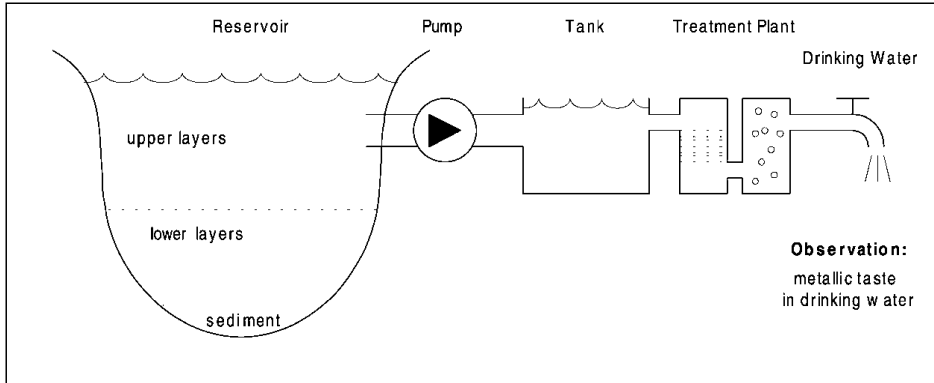 Reservoir
Pump
Tank
Treatment Plant
Drinking Water
upper layers
lower layers
sediment
Observation:
metallic taste
in drinking water